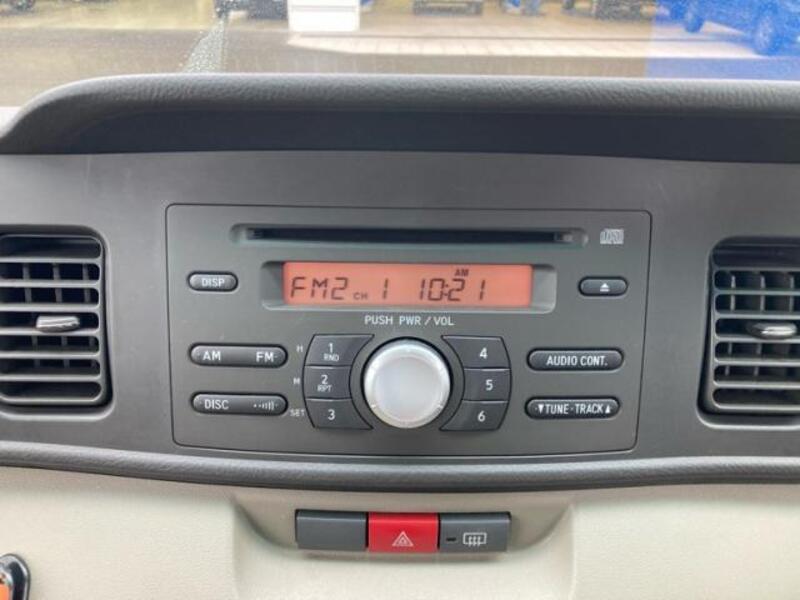 DISP
FM2 CH 1 AM 10:21
PUSH PWR/VOL
AM FM
H 1 RND
4
AUDIO CONT.
M 2 RPT
5
DISC
SET 3
6
▼TUNE·TRACK▲